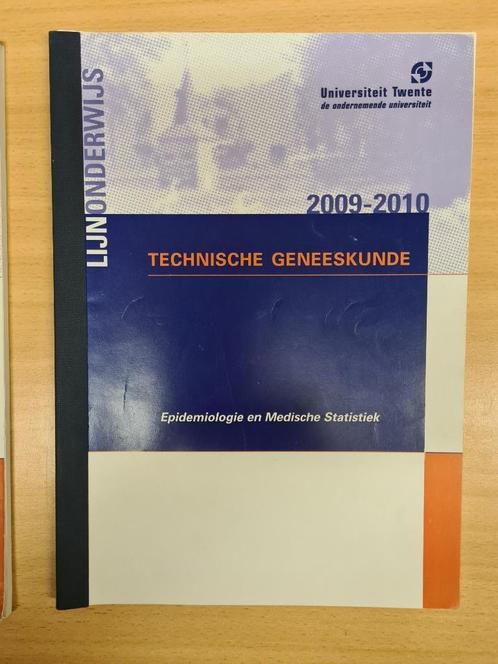 Universiteit Twente
de ondernemende universiteit
LIJNONDERWIJS
2009-2010
TECHNISCHE GENEESKUNDE
Epidemiologie en Medische Statistiek